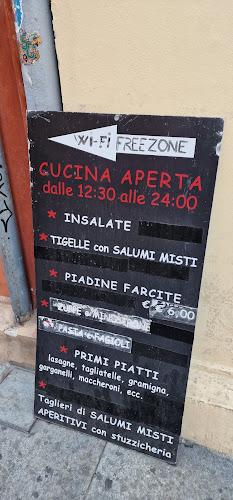 WI-FI FREE ZONE
CUCINA APERTA
dalle 12:30 alle 24:00
* INSALATE
* TIGELLE con SALUMI MISTI
* PIADINE FARCITE
* ZUPPE o MINESTRONI € 6,00
PASTA e FAGIOLI
* PRIMI PIATTI
lasagne, tagliatelle, gramigna,
garganelli, maccheroni, ecc.
*
Taglieri di SALUMI MISTI
APERITIVI con stuzzicheria